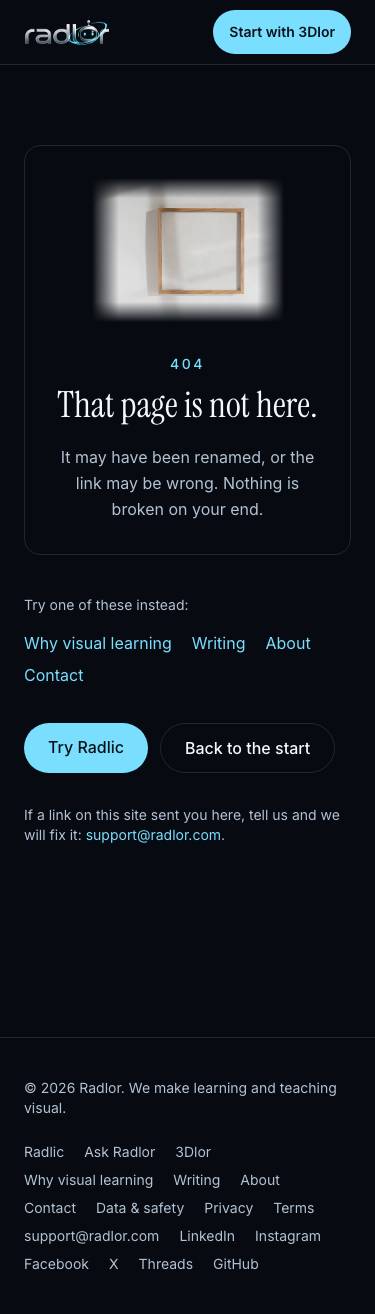 radlor
Start with 3Dlor
404
That page is not here.
It may have been renamed, or the
link may be wrong. Nothing is
broken on your end.
Try one of these instead:
Why visual learning Writing About
Contact
Try Radlic Back to the start
If a link on this site sent you here, tell us and we
will fix it: support@radlor.com.
© 2026 Radlor. We make learning and teaching
visual.
Radlic Ask Radlor 3Dlor
Why visual learning Writing About
Contact Data & safety Privacy Terms
support@radlor.com LinkedIn Instagram
Facebook X Threads GitHub